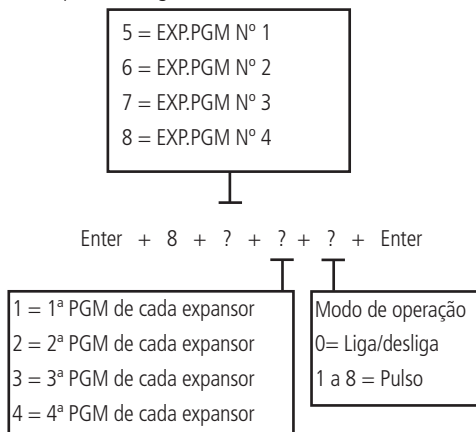 5 = EXP.PGM Nº 1
6 = EXP.PGM Nº 2
7 = EXP.PGM Nº 3
8 = EXP.PGM Nº 4
Enter + 8 + ? + ? + ? + Enter
1 = 1ª PGM de cada expansor
2 = 2ª PGM de cada expansor
3 = 3ª PGM de cada expansor
4 = 4ª PGM de cada expansor
Modo de operação
0= Liga/desliga
1 a 8 = Pulso